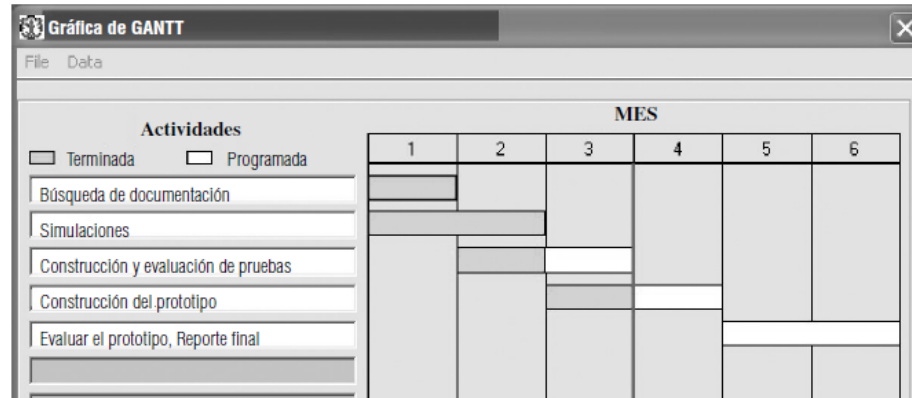 Gráfica de GANTT
File Data
MES
Actividades
Terminada Programada
1 2 3 4 5 6
Búsqueda de documentación
Simulaciones
Construcción y evaluación de pruebas
Construcción del prototipo
Evaluar el prototipo, Reporte final